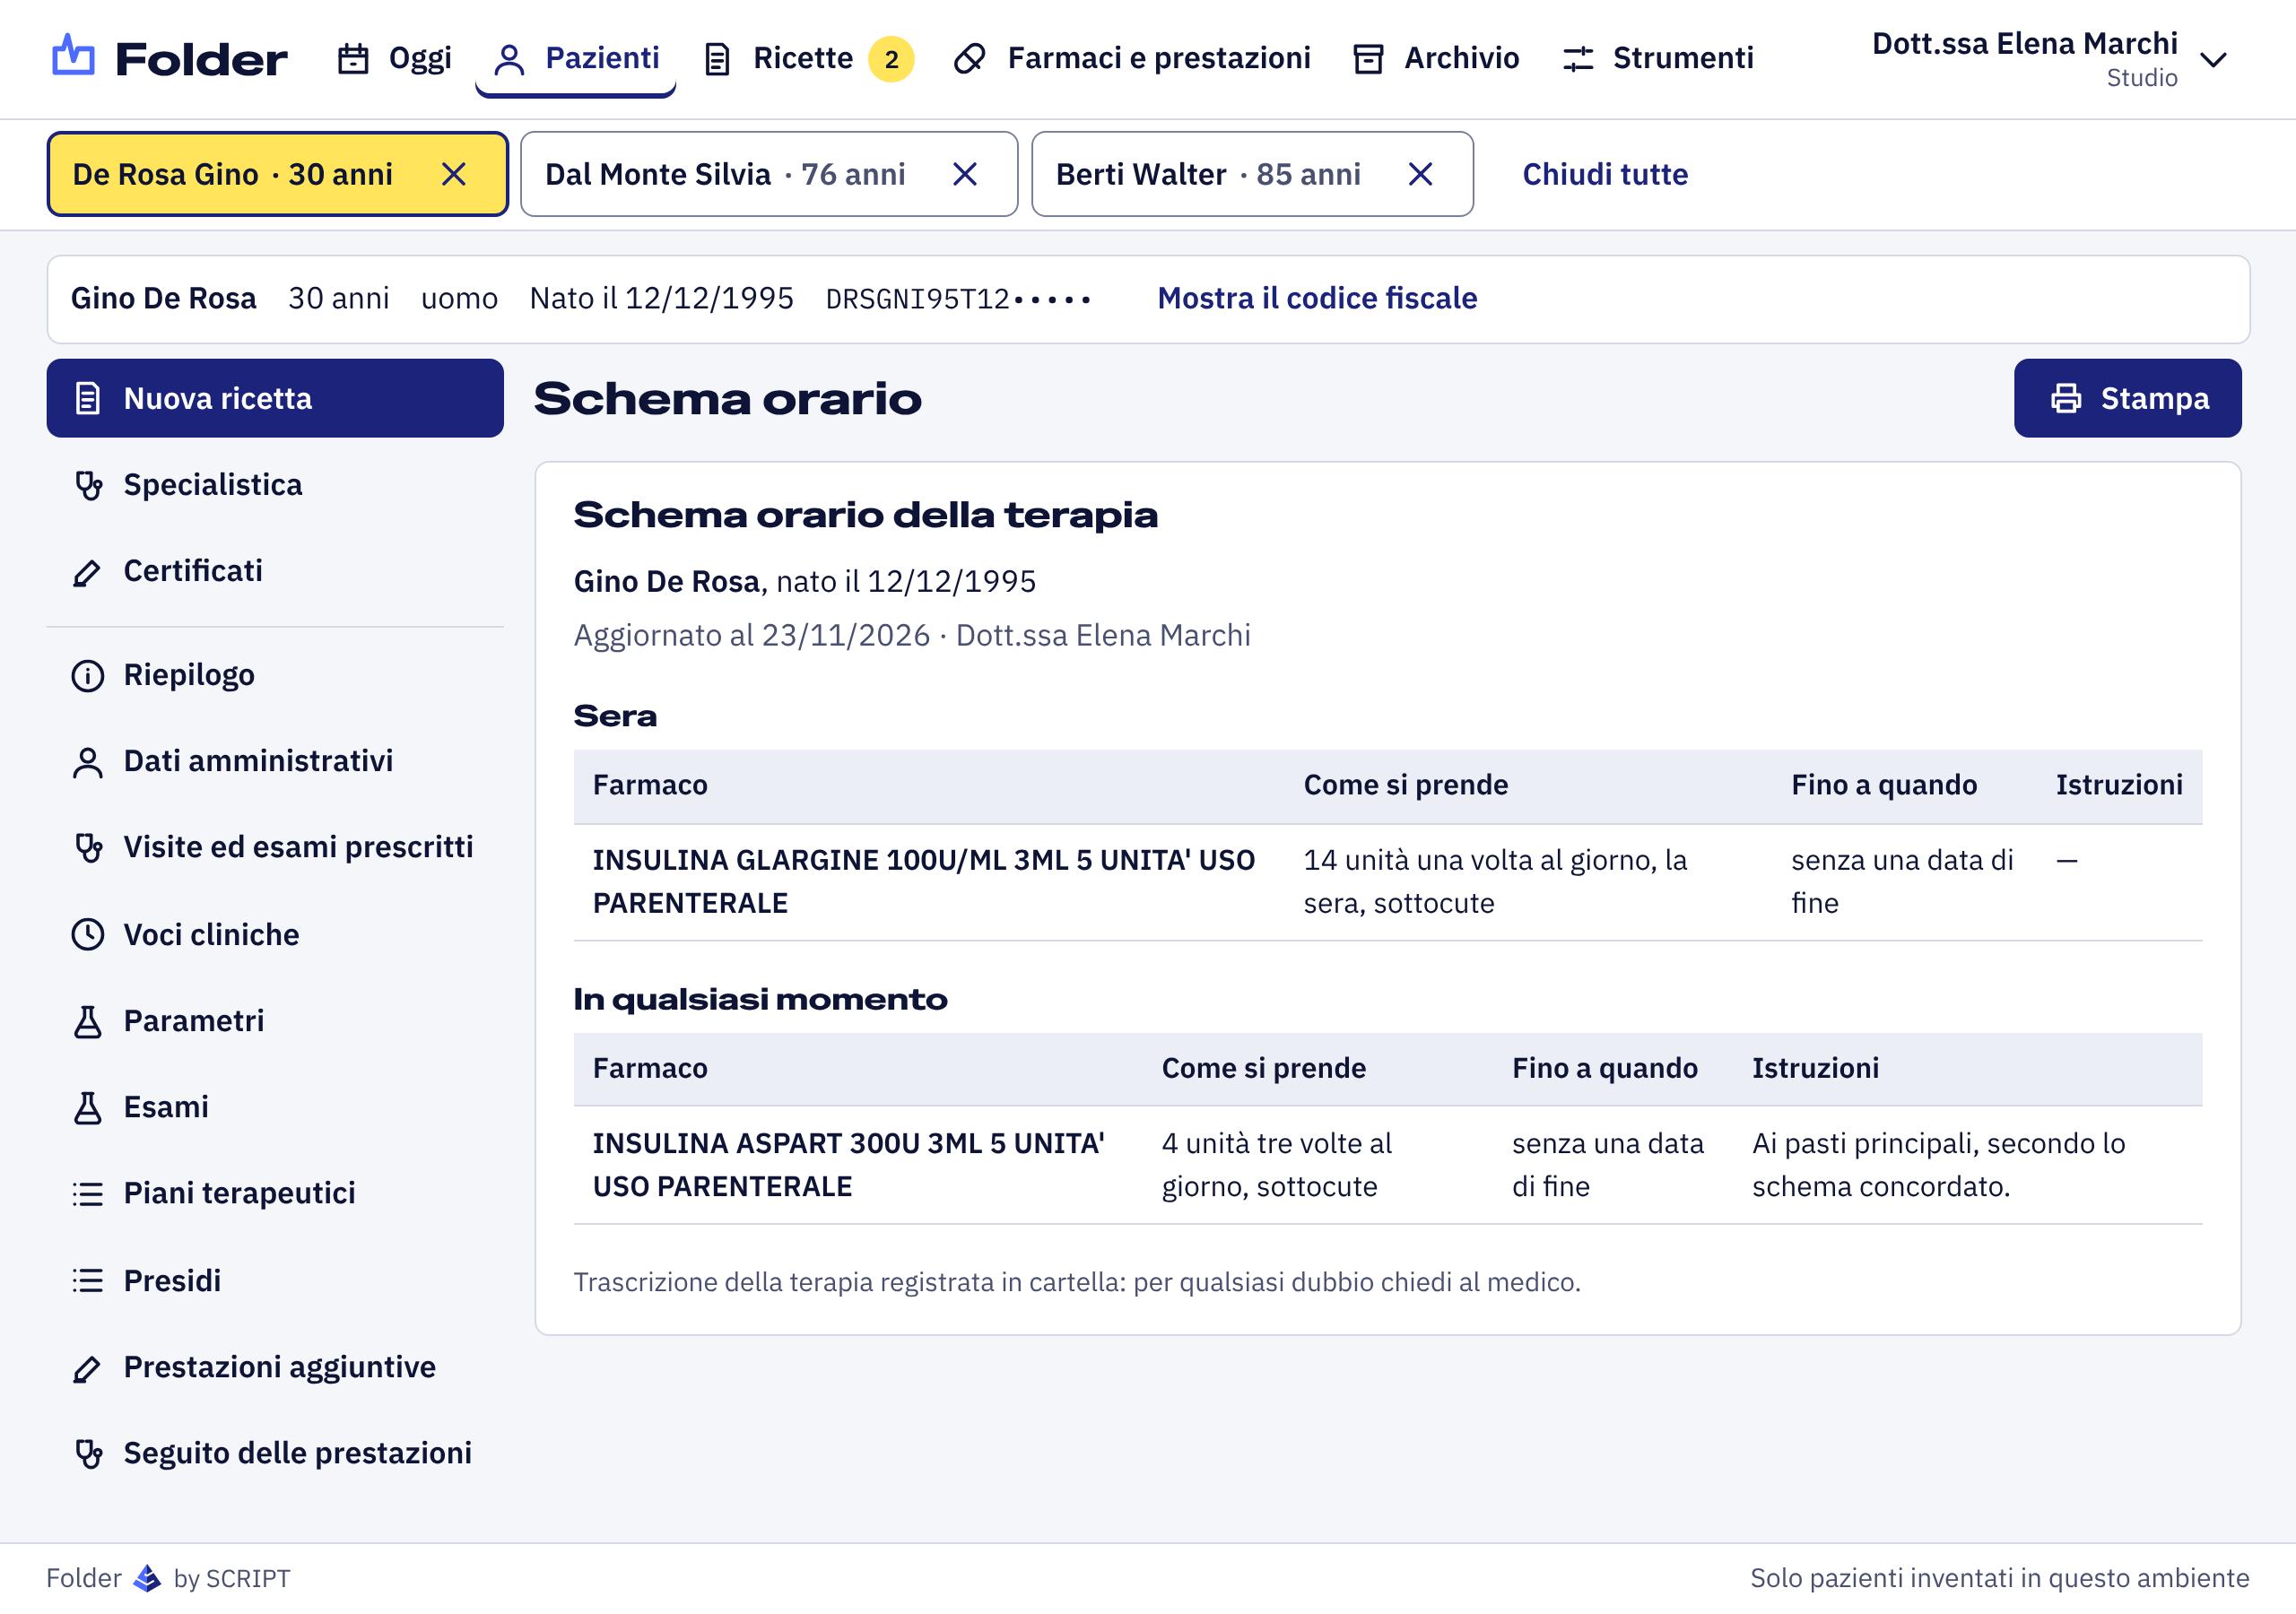 Folder
Oggi
Pazienti
Ricette 2
Farmaci e prestazioni
Archivio
Strumenti
Dott.ssa Elena Marchi
Studio
De Rosa Gino · 30 anni
Dal Monte Silvia · 76 anni
Berti Walter · 85 anni
Chiudi tutte
Gino De Rosa 30 anni uomo Nato il 12/12/1995 DRSGNI95T12••••• Mostra il codice fiscale
Nuova ricetta
Specialistica
Certificati
Riepilogo
Dati amministrativi
Visite ed esami prescritti
Voci cliniche
Parametri
Esami
Piani terapeutici
Presidi
Prestazioni aggiuntive
Seguito delle prestazioni
Schema orario
Stampa
Schema orario della terapia
Gino De Rosa, nato il 12/12/1995
Aggiornato al 23/11/2026 · Dott.ssa Elena Marchi
Sera
Farmaco Come si prende Fino a quando Istruzioni
INSULINA GLARGINE 100U/ML 3ML 5 UNITA' USO
PARENTERALE
14 unità una volta al giorno, la
sera, sottocute
senza una data di
fine
—
In qualsiasi momento
Farmaco Come si prende Fino a quando Istruzioni
INSULINA ASPART 300U 3ML 5 UNITA'
USO PARENTERALE
4 unità tre volte al
giorno, sottocute
senza una data
di fine
Ai pasti principali, secondo lo
schema concordato.
Trascrizione della terapia registrata in cartella: per qualsiasi dubbio chiedi al medico.
Folder by SCRIPT
Solo pazienti inventati in questo ambiente